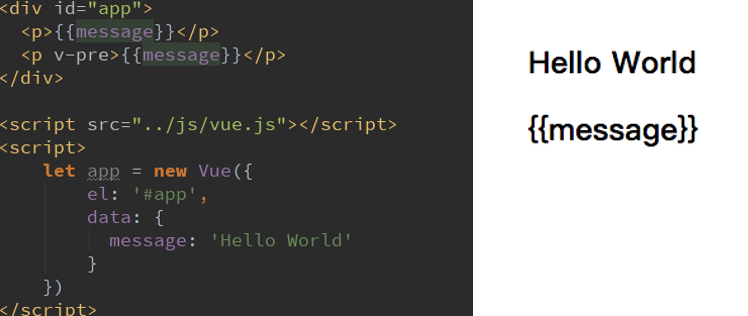 <div id="app">
  <p>{{message}}</p>
  <p v-pre>{{message}}</p>
</div>

<script src="../js/vue.js"></script>
<script>
    let app = new Vue({
        el: '#app',
        data: {
          message: 'Hello World'
        }
    })
</script>
Hello World
{{message}}